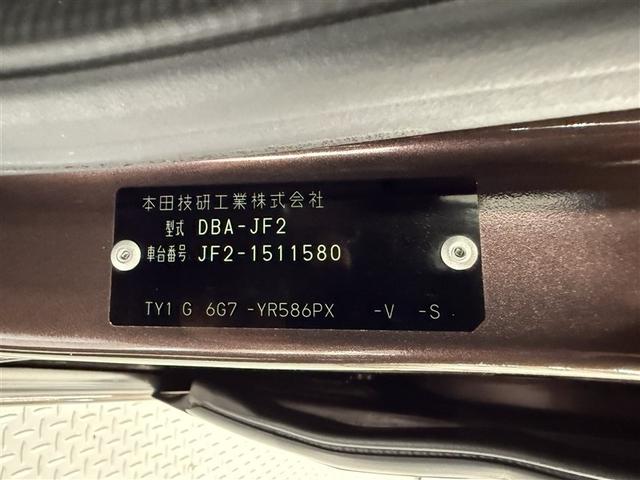 本田技研工業株式会社
型式 DBA-JF2
車台番号 JF2-1511580
TY1 G 6G7 -YR586PX -V -S